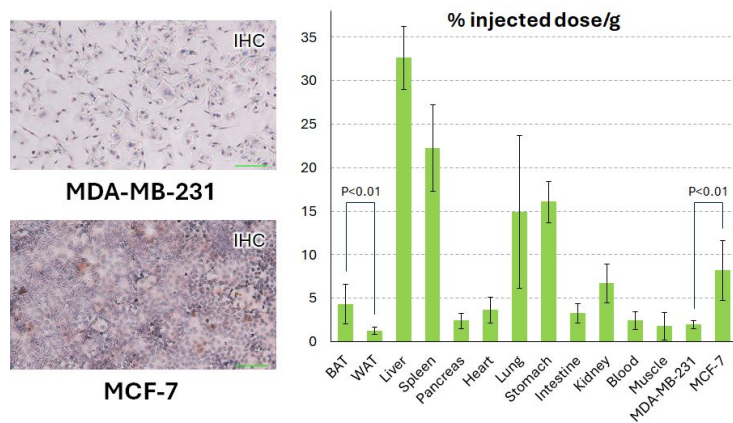 IHC
MDA-MB-231
IHC
MCF-7
% injected dose/g
35
30
25
20
15
10
5
0
P<0.01
P<0.01
BAT
WAT
Liver
Spleen
Pancreas
Heart
Lung
Stomach
Intestine
Kidney
Blood
Muscle
MDA-MB-231
MCF-7